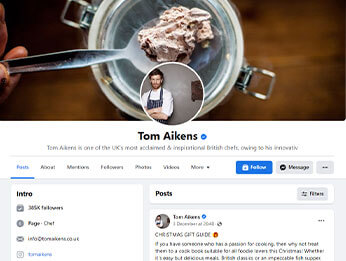 Tom Aikens
Tom Aikens is one of the UK's most acclaimed & inspirational British chefs, owing to his innovativ
Posts About Mentions Followers Photos Videos More
Follow Message
Intro
385K Followers
Page · Chef
info@tomaikens.co.uk
tomaikens
Posts Filters
Tom Aikens
1 December at 20:45
CHRISTMAS GIFT GUIDE
If you have someone who has a passion for cooking, then why not treat
them to a cook book suitable for all foodie lovers this Christmas! Whether
it's easy but delicious meals, British classics or an impeccable fish suppe